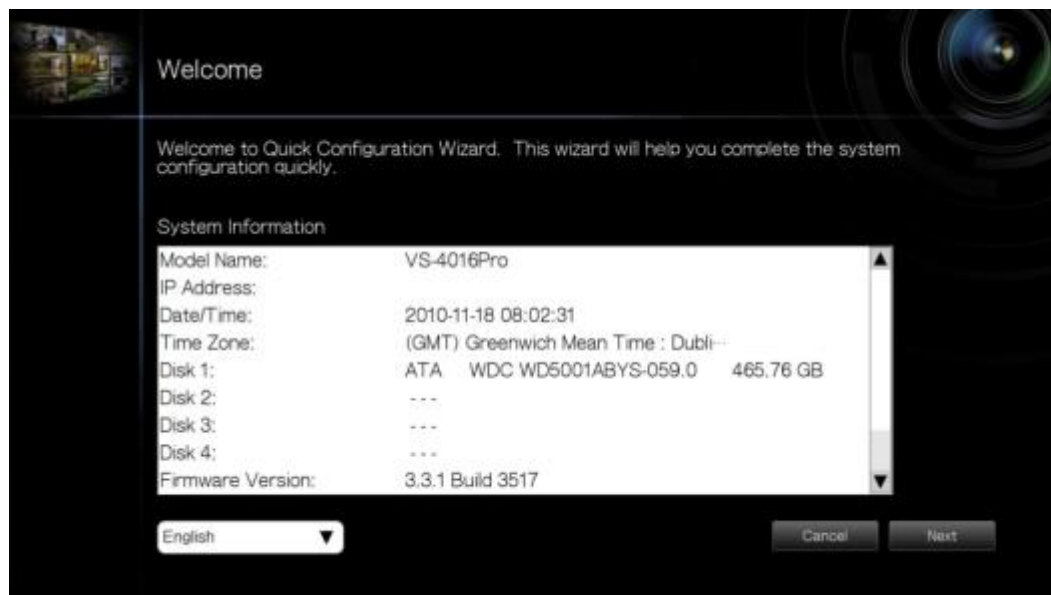 Welcome
Welcome to Quick Configuration Wizard. This wizard will help you complete the system
configuration quickly.
System Information
Model Name: VS-4016Pro
IP Address:
Date/Time: 2010-11-18 08:02:31
Time Zone: (GMT) Greenwich Mean Time : Dubli...
Disk 1: ATA WDC WD5001ABYS-059.0 465.76 GB
Disk 2: ---
Disk 3: ---
Disk 4: ---
Firmware Version: 3.3.1 Build 3517
English
Cancel Next